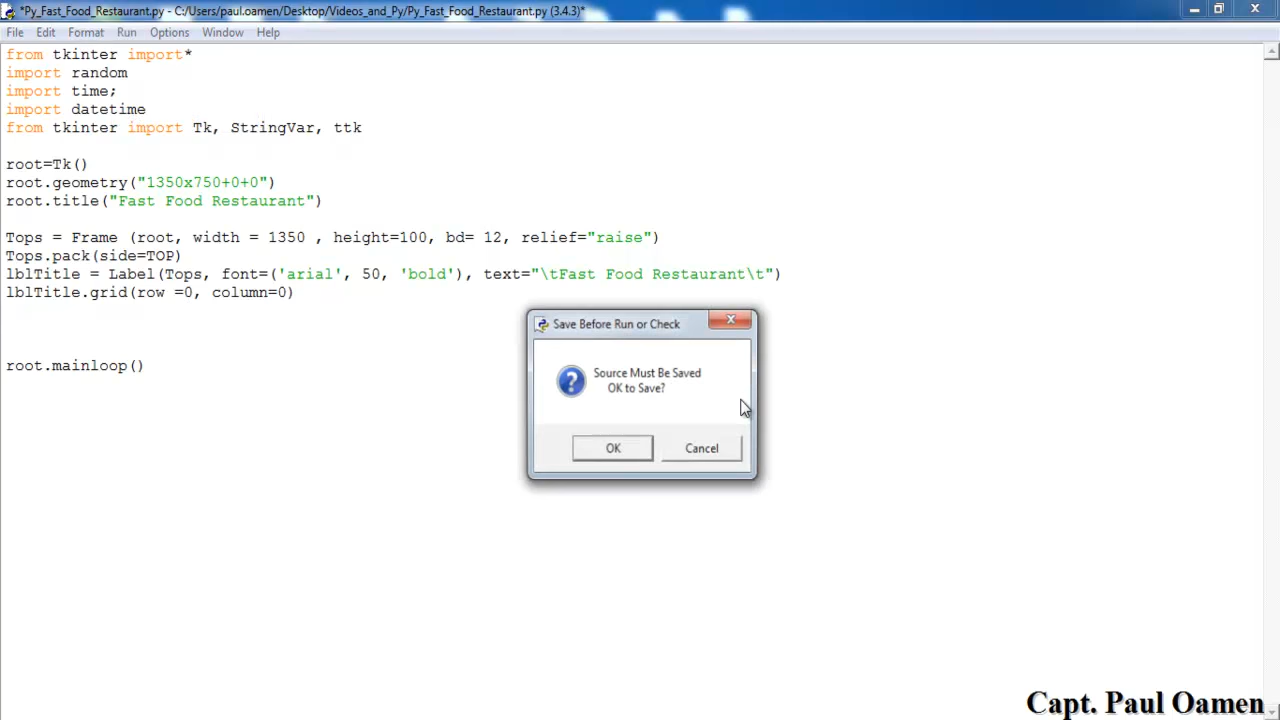 *Py_Fast_Food_Restaurant.py - C:/Users/paul.oamen/Desktop/Videos_and_Py/Py_Fast_Food_Restaurant.py (3.4.3)*
File Edit Format Run Options Window Help
from tkinter import*
import random
import time;
import datetime
from tkinter import Tk, StringVar, ttk
root=Tk()
root.geometry("1350x750+0+0")
root.title("Fast Food Restaurant")
Tops = Frame (root, width = 1350 , height=100, bd= 12, relief="raise")
Tops.pack(side=TOP)
lblTitle = Label(Tops, font=('arial', 50, 'bold'), text="\tFast Food Restaurant\t")
lblTitle.grid(row =0, column=0)
root.mainloop()
Save Before Run or Check
Source Must Be Saved
OK to Save?
OK Cancel
Capt. Paul Oamen